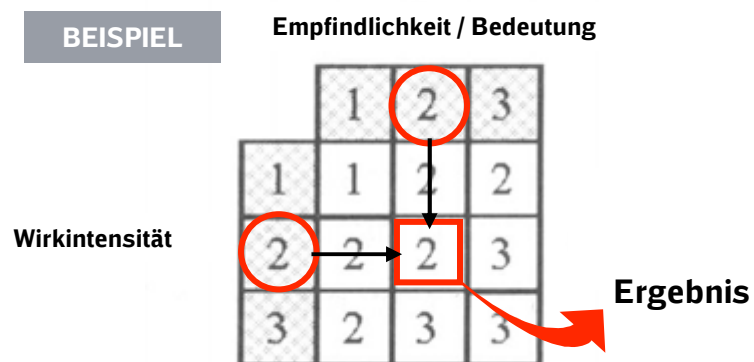 BEISPIEL
Empfindlichkeit / Bedeutung
1 2 3
1 1 2 2
Wirkintensität
2 2 2 3
Ergebnis
3 2 3 3